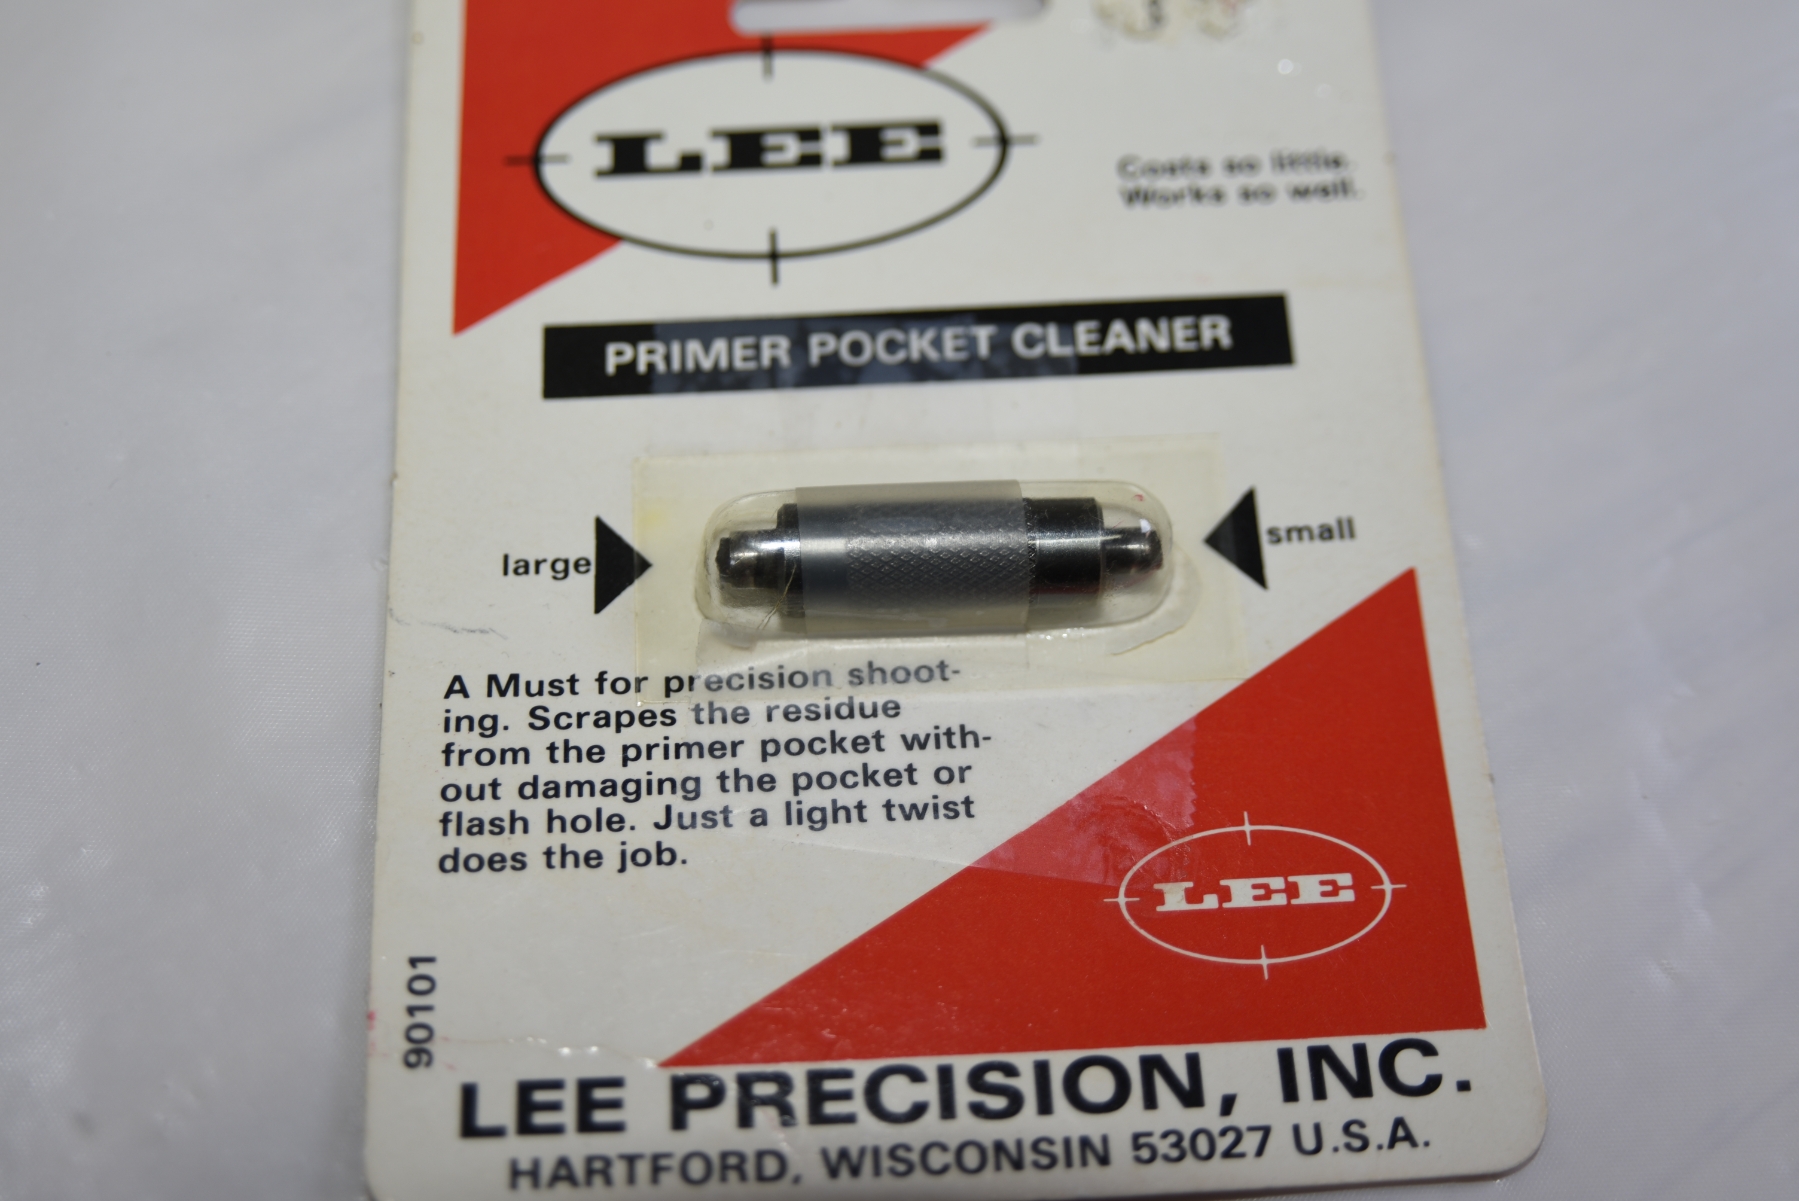 LEE
Costs so little.
Works so well.
PRIMER POCKET CLEANER
large
small
A Must for precision shoot-
ing. Scrapes the residue
from the primer pocket with-
out damaging the pocket or
flash hole. Just a light twist
does the job.
LEE
90101
LEE PRECISION, INC.
HARTFORD, WISCONSIN 53027 U.S.A.